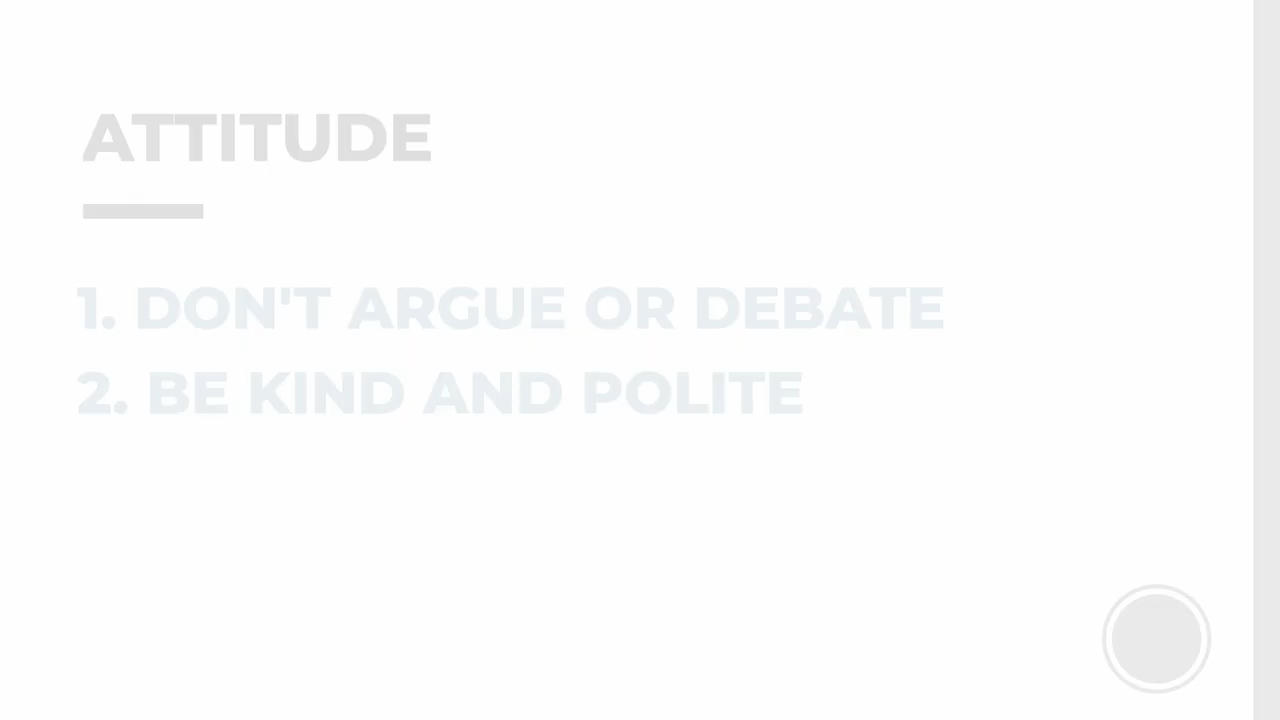 ATTITUDE
1. DON'T ARGUE OR DEBATE
2. BE KIND AND POLITE